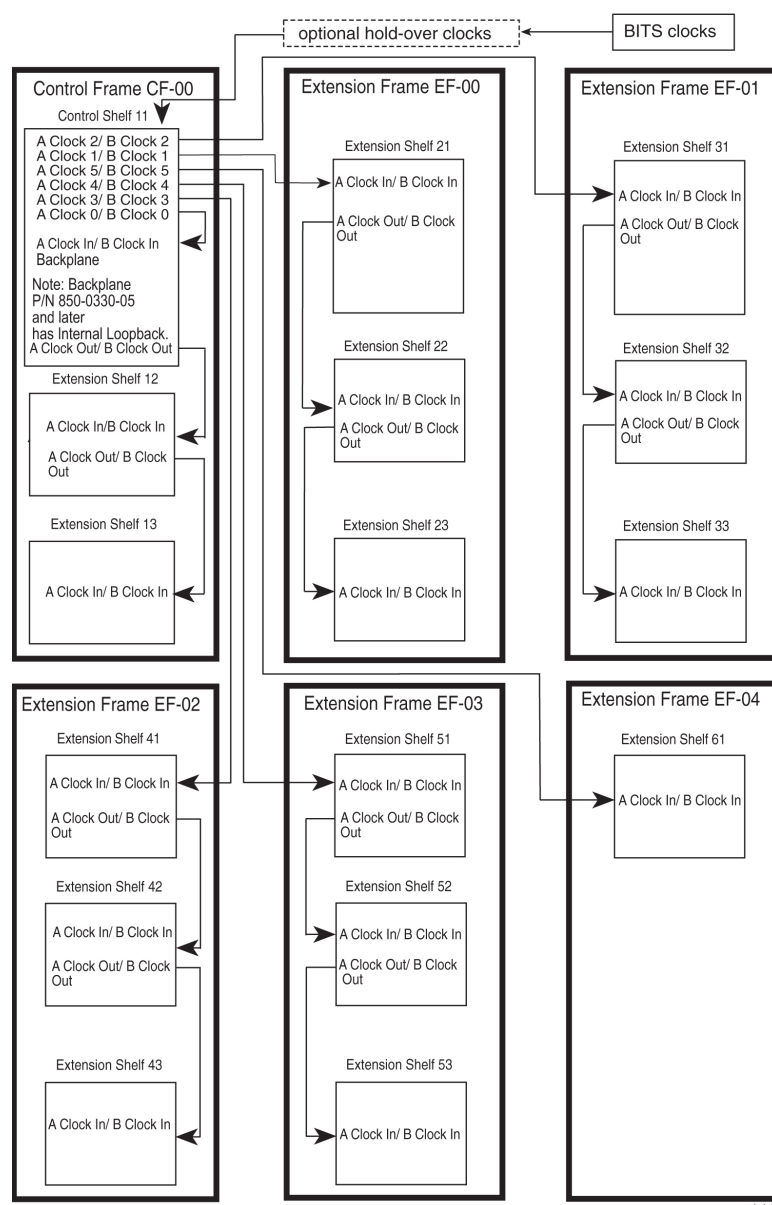 optional hold-over clocks
BITS clocks
Control Frame CF-00
Control Shelf 11
A Clock 2/ B Clock 2
A Clock 1/ B Clock 1
A Clock 5/ B Clock 5
A Clock 4/ B Clock 4
A Clock 3/ B Clock 3
A Clock 0/ B Clock 0
A Clock In/ B Clock In
Backplane
Note: Backplane
P/N 850-0330-05
and later
has Internal Loopback.
A Clock Out/ B Clock Out
Extension Shelf 12
A Clock In/B Clock In
A Clock Out/ B Clock
Out
Extension Shelf 13
A Clock In/ B Clock In
Extension Frame EF-00
Extension Shelf 21
A Clock In/ B Clock In
A Clock Out/ B Clock
Out
Extension Shelf 22
A Clock In/ B Clock In
A Clock Out/ B Clock
Out
Extension Shelf 23
A Clock In/ B Clock In
Extension Frame EF-01
Extension Shelf 31
A Clock In/ B Clock In
A Clock Out/ B Clock
Out
Extension Shelf 32
A Clock In/ B Clock In
A Clock Out/ B Clock
Out
Extension Shelf 33
A Clock In/ B Clock In
Extension Frame EF-02
Extension Shelf 41
A Clock In/ B Clock In
A Clock Out/ B Clock
Out
Extension Shelf 42
A Clock In/ B Clock In
A Clock Out/ B Clock
Out
Extension Shelf 43
A Clock In/ B Clock In
Extension Frame EF-03
Extension Shelf 51
A Clock In/ B Clock In
A Clock Out/ B Clock
Out
Extension Shelf 52
A Clock In/ B Clock In
A Clock Out/ B Clock
Out
Extension Shelf 53
A Clock In/ B Clock In
Extension Frame EF-04
Extension Shelf 61
A Clock In/ B Clock In